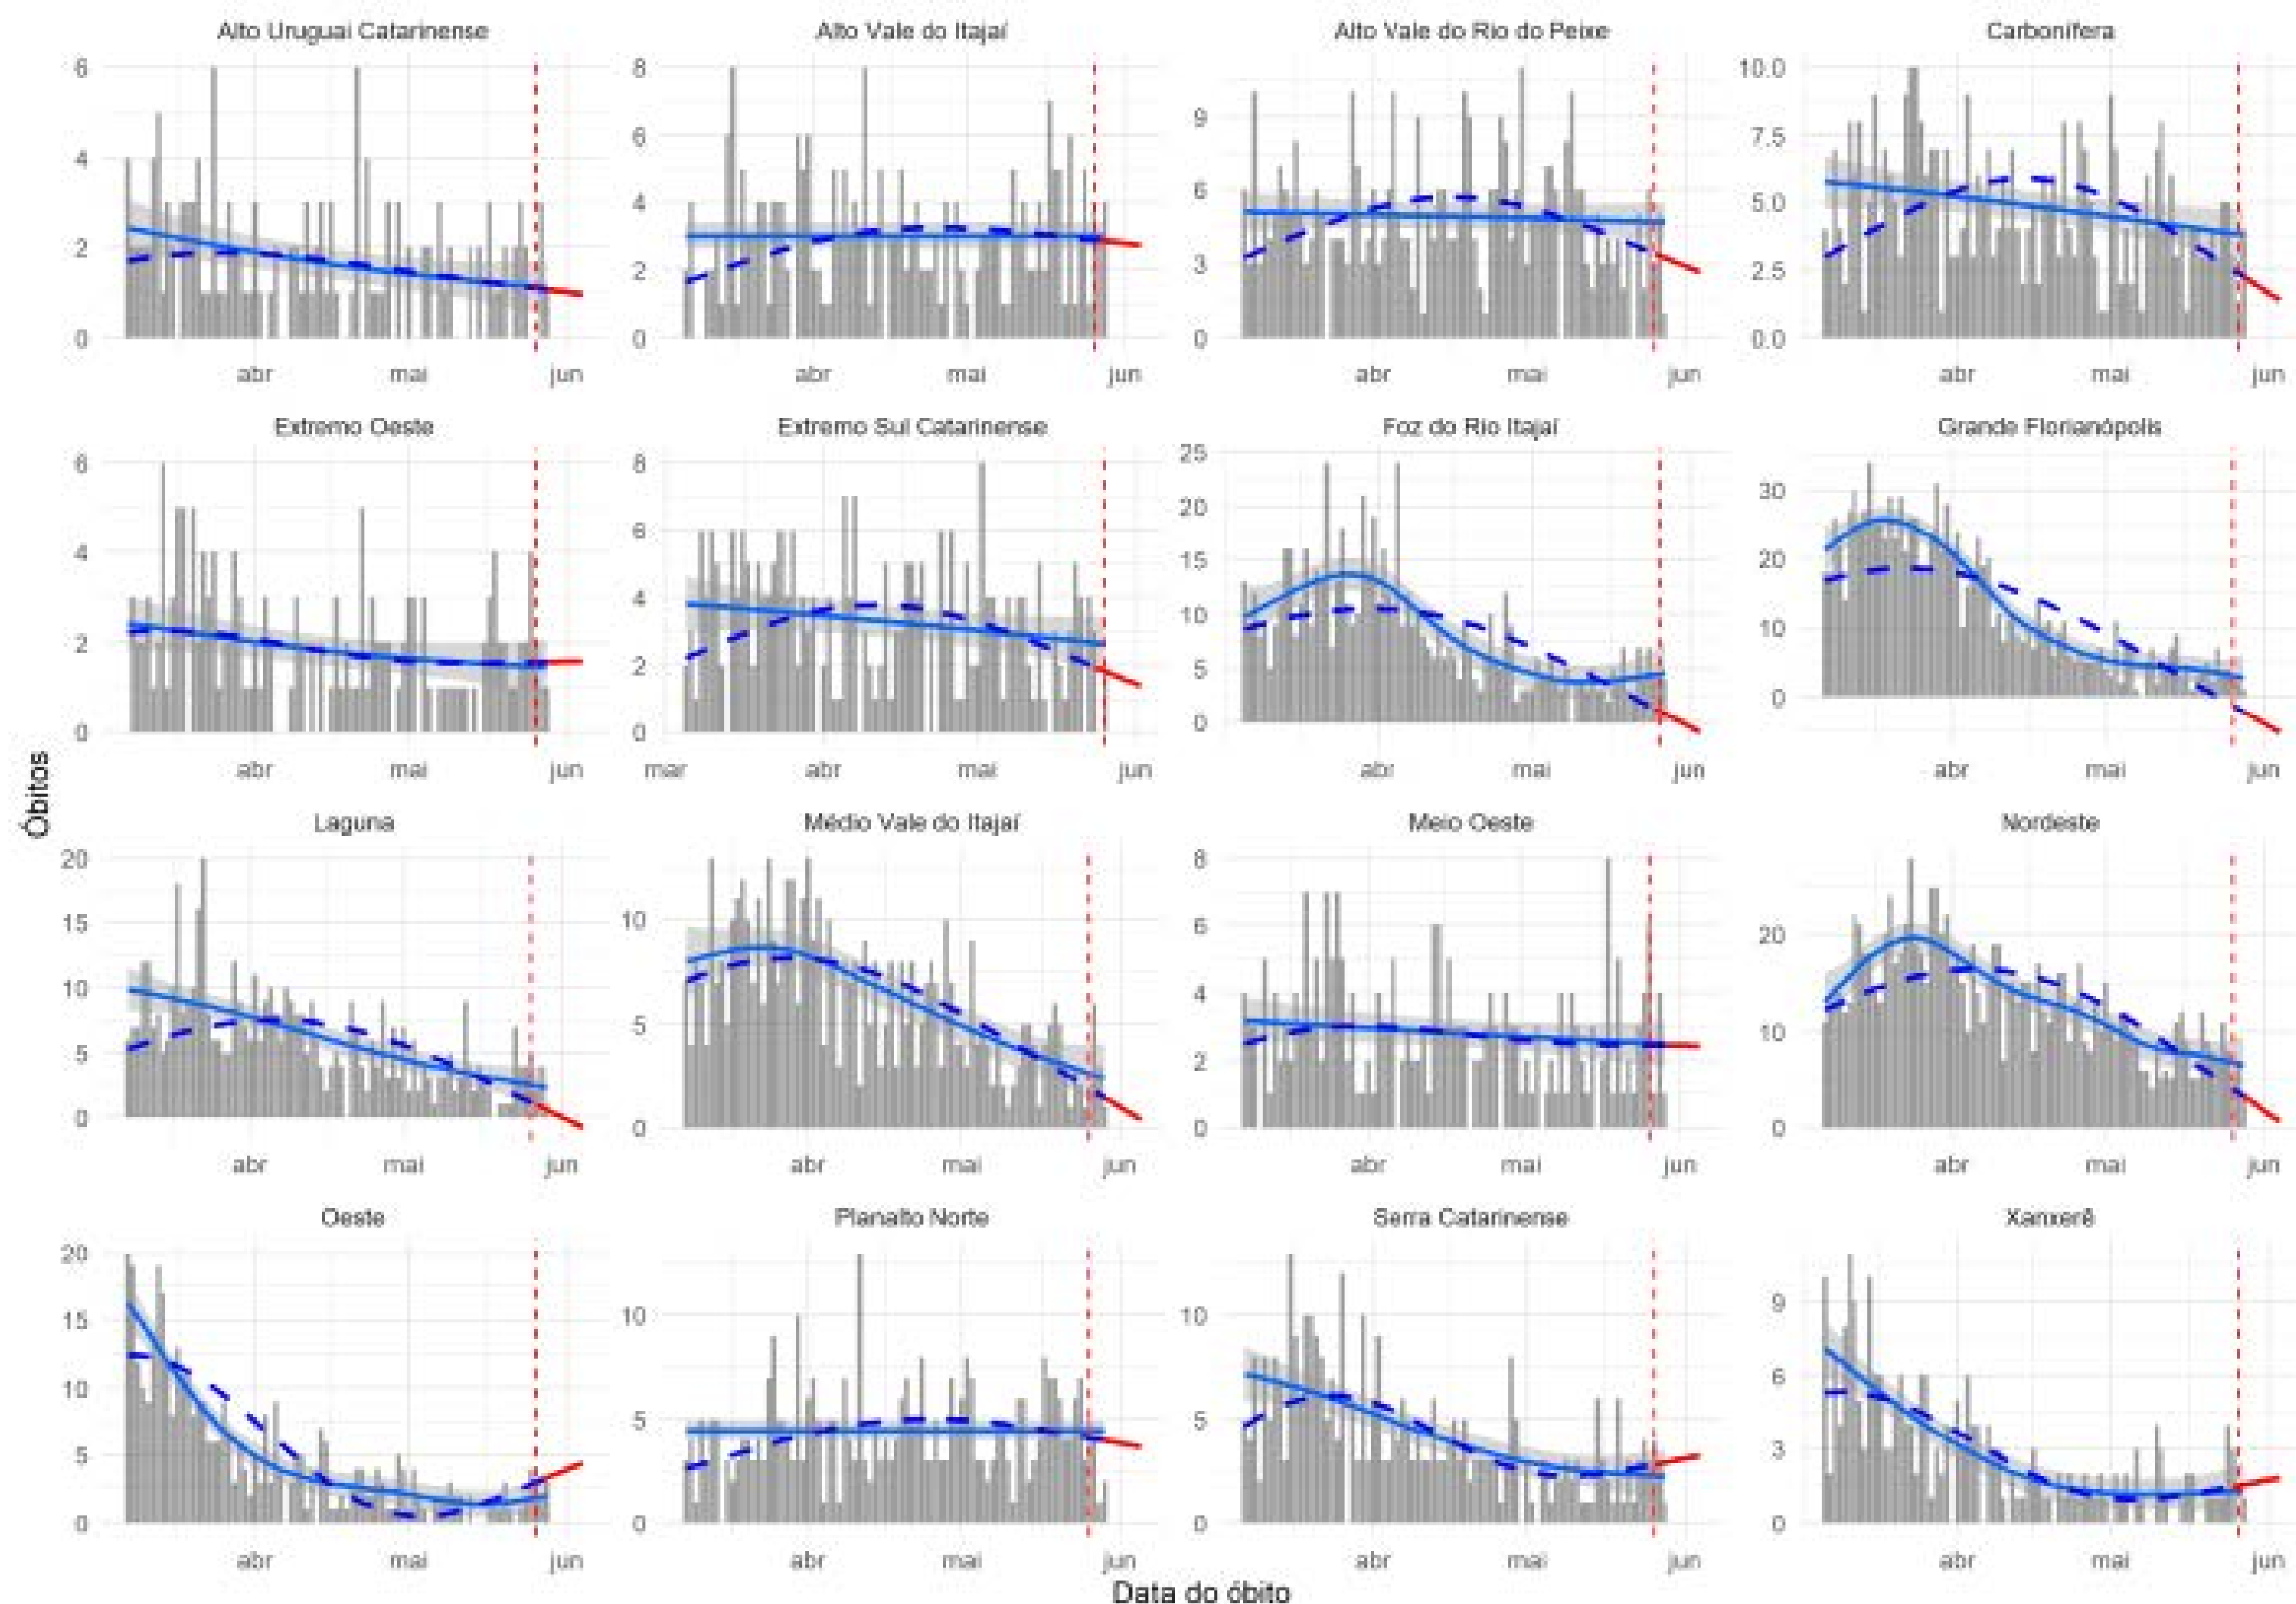 Alto Uruguai Catarinense
Alto Vale do Itajaí
Alto Vale do Rio do Peixe
Carbonífera
6
4
2
0
abr
mai
jun
8
6
4
2
0
abr
mai
jun
9
6
3
0
abr
mai
jun
10.0
7.5
5.0
2.5
0.0
abr
mai
jun
Extremo Oeste
Extremo Sul Catarinense
Foz do Rio Itajaí
Grande Florianópolis
6
4
2
0
abr
mai
jun
8
6
4
2
0
mar
abr
mai
jun
25
20
15
10
5
0
abr
mai
jun
30
20
10
0
abr
mai
jun
Óbitos
Laguna
Médio Vale do Itajaí
Meio Oeste
Nordeste
20
15
10
5
0
abr
mai
jun
10
5
0
abr
mai
jun
8
6
4
2
0
abr
mai
jun
20
10
0
abr
mai
jun
Oeste
Planalto Norte
Serra Catarinense
Xanxerê
20
15
10
5
0
abr
mai
jun
10
5
0
abr
mai
jun
10
5
0
abr
mai
jun
9
6
3
0
abr
mai
jun
Data do óbito